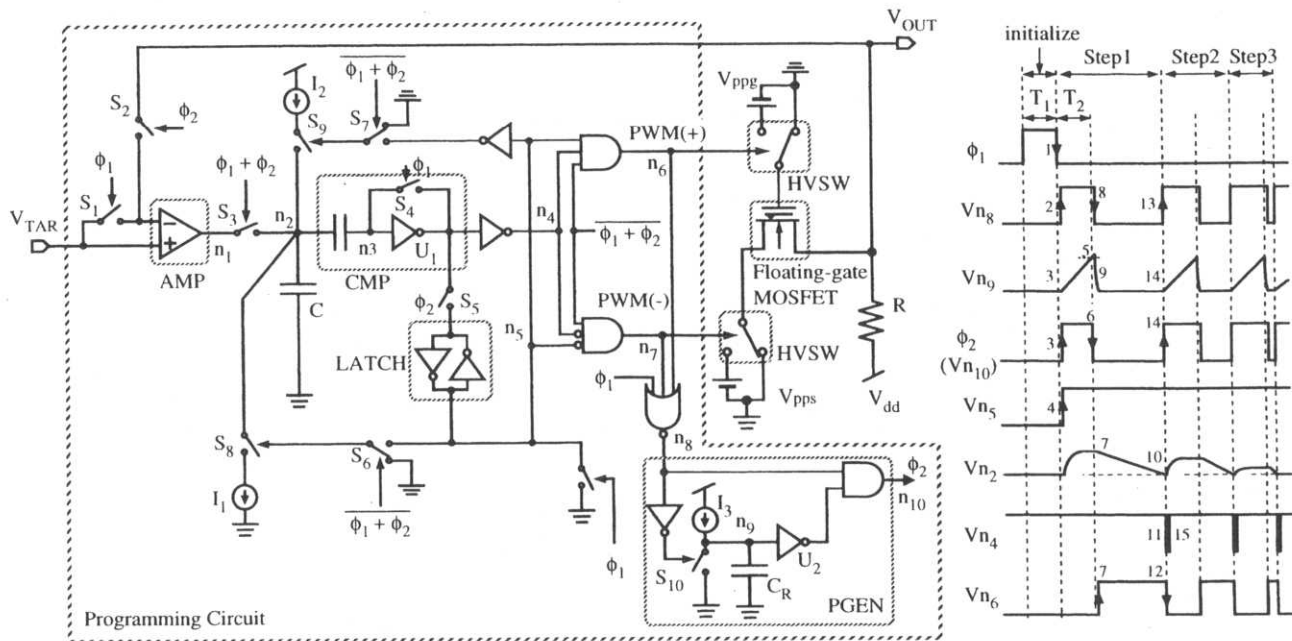 V_OUT
initialize
Step1
Step2
Step3
T₁
T₂
I₂
φ₁ + φ₂ (overlined)
V_ppg
S₂
φ₂
S₉
S₇
PWM(+)
n₆
φ₁
1
φ₁
S₁
φ₁ + φ₂
φ₁
S₄
HVSW
Vn₈
2
8
13
V_TAR
S₃
n₂
n₃
U₁
n₄
φ₁ + φ₂ (overlined)
n₁
AMP
CMP
Floating-gate
MOSFET
Vn₉
3
5
9
14
C
φ₂
S₅
PWM(-)
R
n₅
n₇
HVSW
φ₂
(Vn₁₀)
3
6
14
LATCH
φ₁
V_pps
V_dd
Vn₅
4
n₈
S₈
S₆
Vn₂
7
10
φ₂
n₁₀
I₁
φ₁ + φ₂ (overlined)
I₃
n₉
Vn₄
11
15
φ₁
S₁₀
U₂
C_R
Vn₆
7
12
Programming Circuit
PGEN